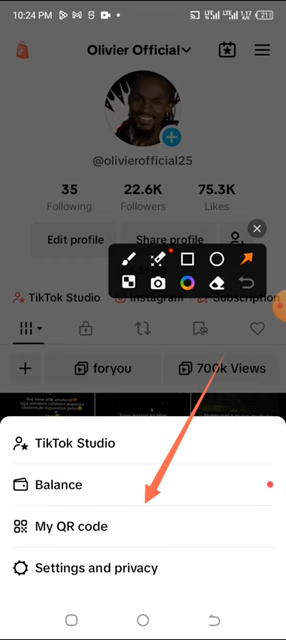 10:24 PM
Olivier Official
@olivierofficial25
35 22.6K 75.3K
Following Followers Likes
Edit profile Share profile
TikTok Studio Instagram Subscription
foryou 700k Views
TikTok Studio
Balance
My QR code
Settings and privacy